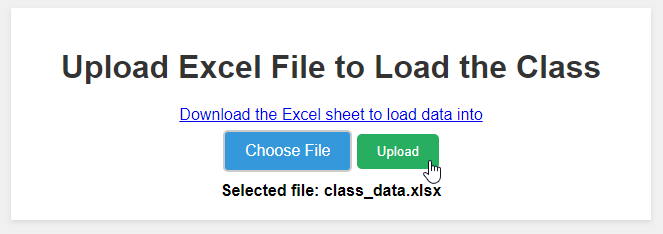 Upload Excel File to Load the Class
Download the Excel sheet to load data into
Choose File Upload
Selected file: class_data.xlsx